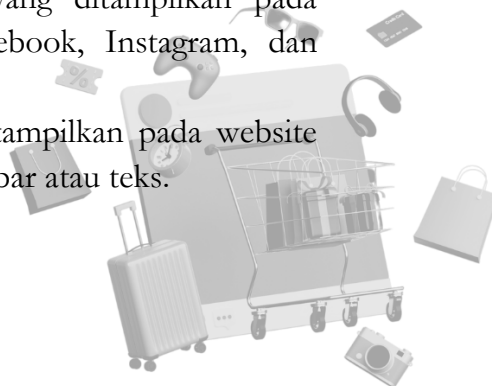 yang ditampilkan pada
ebook, Instagram, dan
tampilkan pada website
bar atau teks.